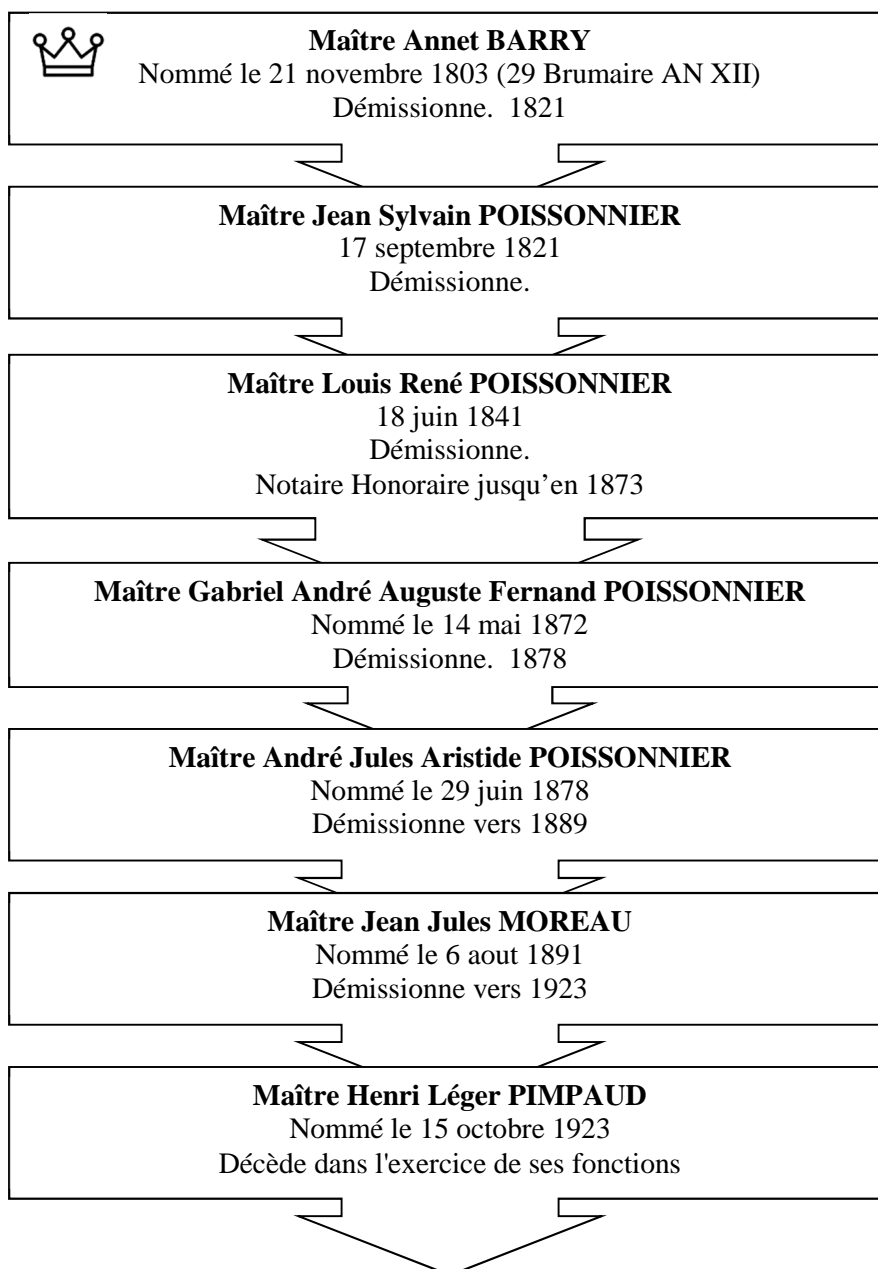 Maître Annet BARRY
Nommé le 21 novembre 1803 (29 Brumaire AN XII)
Démissionne.  1821
Maître Jean Sylvain POISSONNIER
17 septembre 1821
Démissionne.
Maître Louis René POISSONNIER
18 juin 1841
Démissionne.
Notaire Honoraire jusqu’en 1873
Maître Gabriel André Auguste Fernand POISSONNIER
Nommé le 14 mai 1872
Démissionne.  1878
Maître André Jules Aristide POISSONNIER
Nommé le 29 juin 1878
Démissionne vers 1889
Maître Jean Jules MOREAU
Nommé le 6 aout 1891
Démissionne vers 1923
Maître Henri Léger PIMPAUD
Nommé le 15 octobre 1923
Décède dans l'exercice de ses fonctions